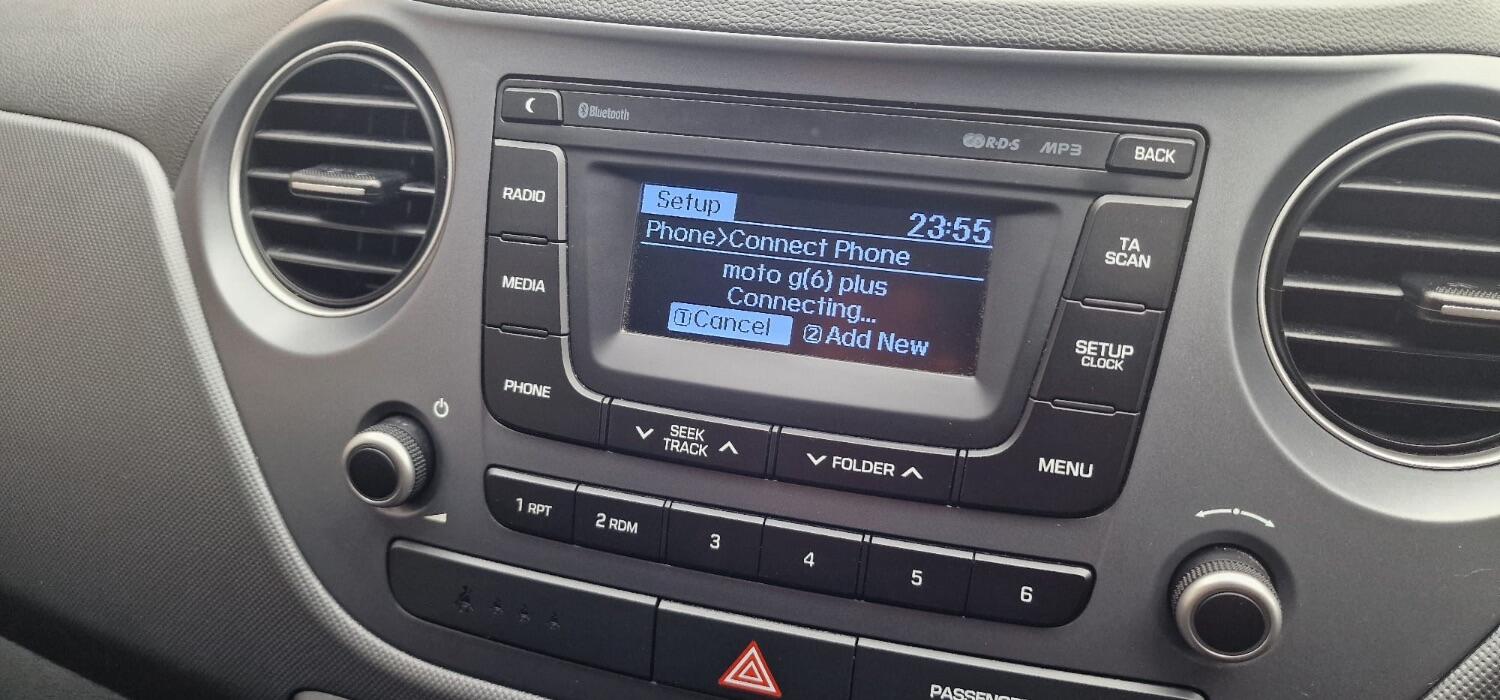 Bluetooth
R·D·S MP3 BACK
RADIO
MEDIA
PHONE
Setup
23:55
Phone>Connect Phone
moto g(6) plus
Connecting...
①Cancel ②Add New
TA
SCAN
SETUP
CLOCK
SEEK
TRACK
FOLDER
MENU
1 RPT
2 RDM
3
4
5
6